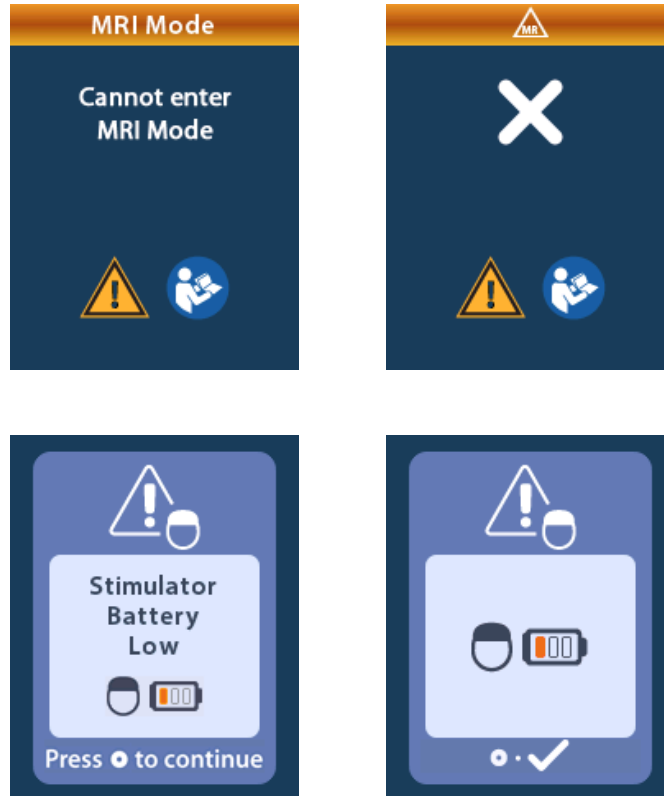 MRI Mode
MR
Cannot enter
MRI Mode
Stimulator
Battery
Low
Press to continue